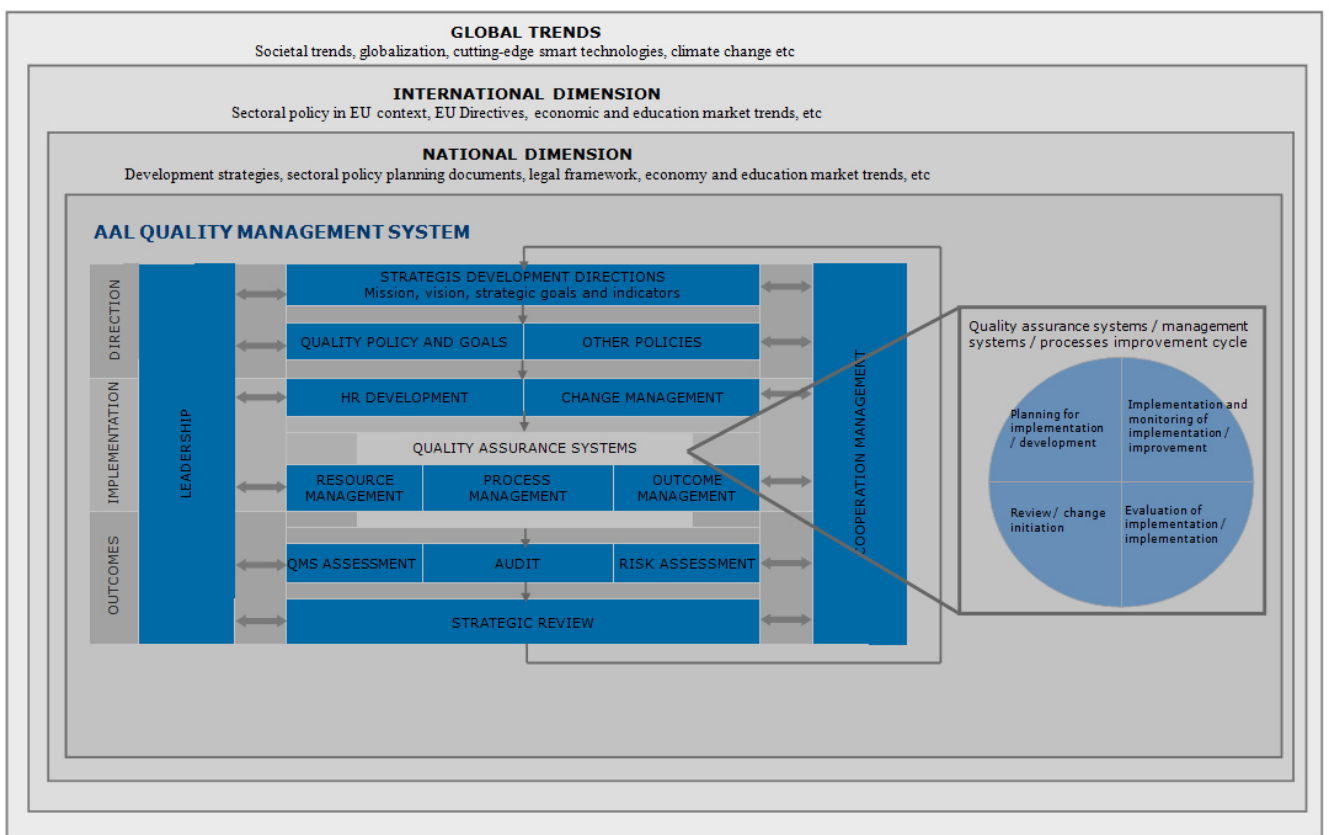 GLOBAL TRENDS
Societal trends, globalization, cutting-edge smart technologies, climate change etc
INTERNATIONAL DIMENSION
Sectoral policy in EU context, EU Directives, economic and education market trends, etc
NATIONAL DIMENSION
Development strategies, sectoral policy planning documents, legal framework, economy and education market trends, etc
AAL QUALITY MANAGEMENT SYSTEM
DIRECTION
IMPLEMENTATION
OUTCOMES
LEADERSHIP
STRATEGIS DEVELOPMENT DIRECTIONS
Mission, vision, strategic goals and indicators
QUALITY POLICY AND GOALS
OTHER POLICIES
HR DEVELOPMENT
CHANGE MANAGEMENT
QUALITY ASSURANCE SYSTEMS
RESOURCE
MANAGEMENT
PROCESS
MANAGEMENT
OUTCOME
MANAGEMENT
QMS ASSESSMENT
AUDIT
RISK ASSESSMENT
STRATEGIC REVIEW
COOPERATION MANAGEMENT
Quality assurance systems / management
systems / processes improvement cycle
Planning for
implementation
/ development
Implementation and
monitoring of
implementation /
improvement
Review / change
initiation
Evaluation of
implementation /
implementation